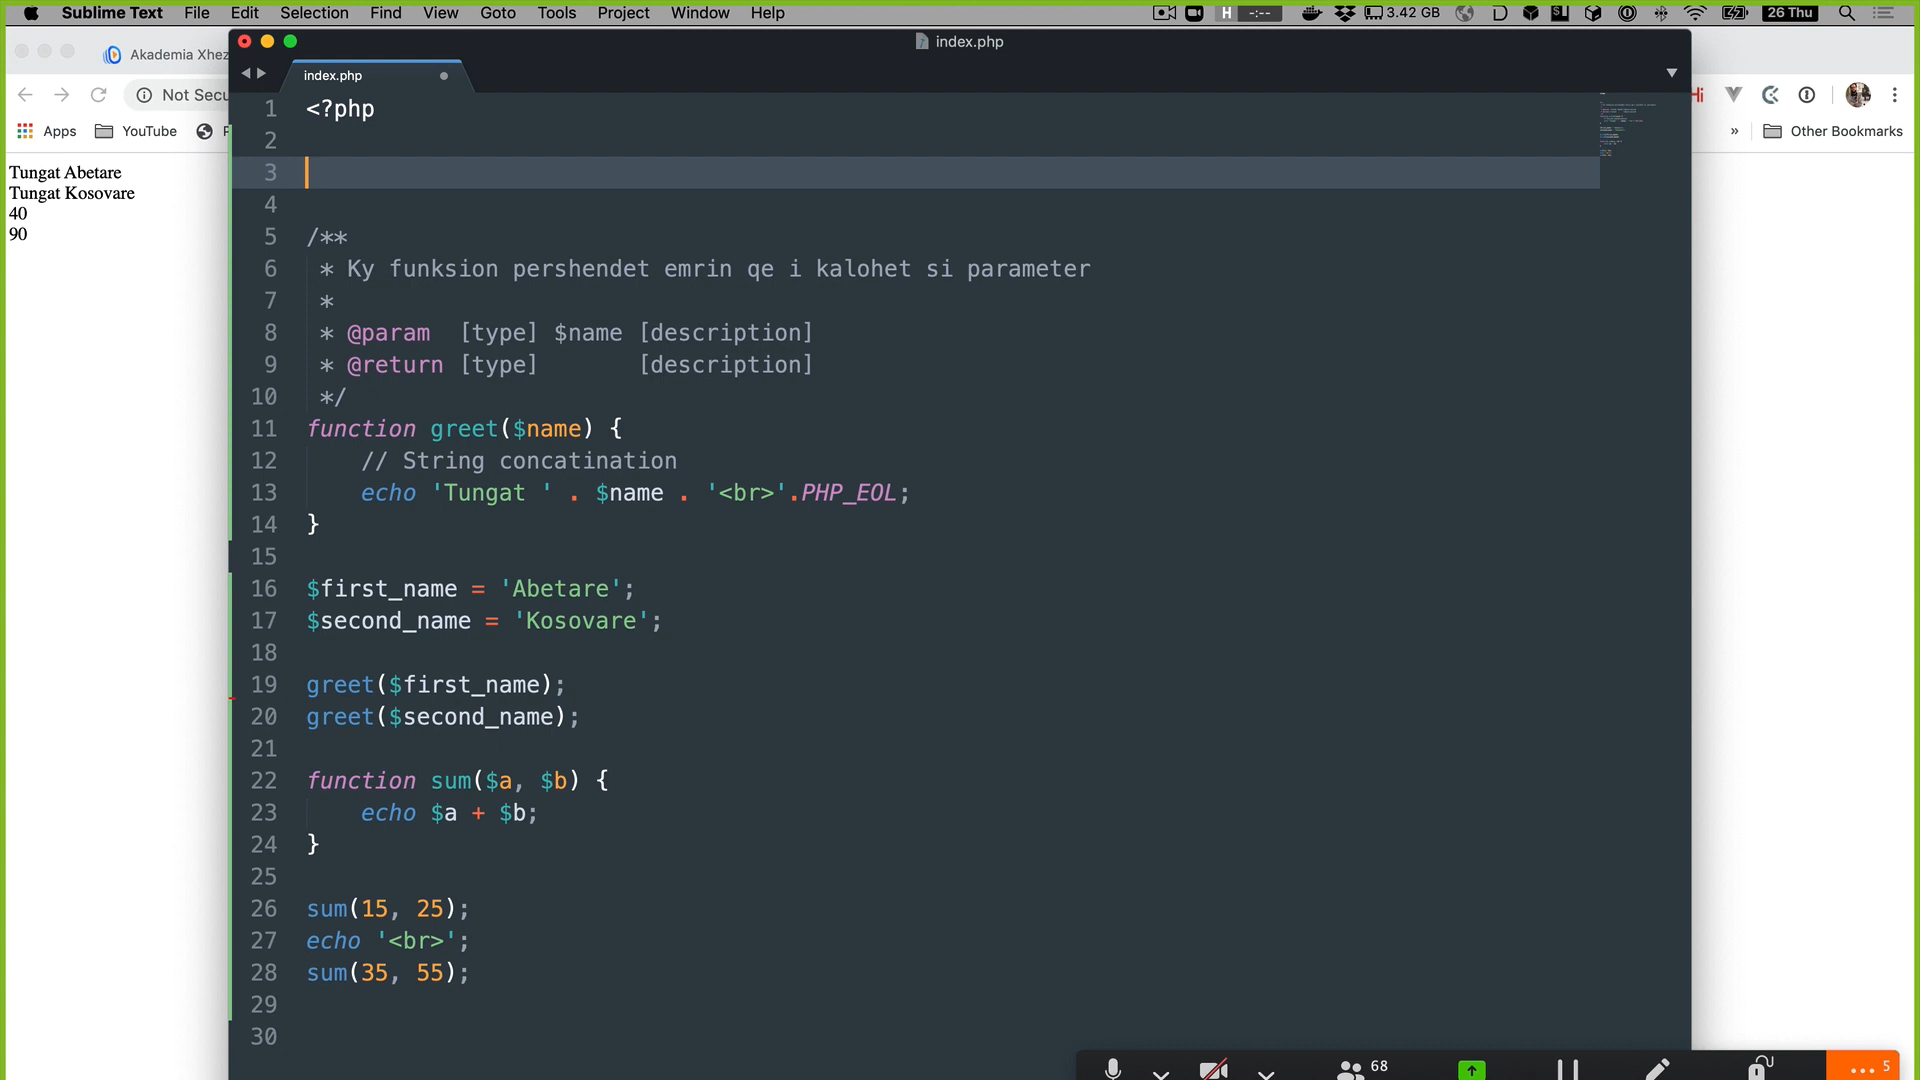 Sublime Text File Edit Selection Find View Goto Tools Project Window Help H -:-- 3.42 GB 26 Thu
index.php
Akademia Xhez
index.php
Not Secu
Apps YouTube Other Bookmarks
Tungat Abetare
Tungat Kosovare
40
90
1 <?php
2
3
4
5 /**
6 * Ky funksion pershendet emrin qe i kalohet si parameter
7 *
8 * @param [type] $name [description]
9 * @return [type] [description]
10 */
11 function greet($name) {
12 // String concatination
13 echo 'Tungat ' . $name . '<br>'.PHP_EOL;
14 }
15
16 $first_name = 'Abetare';
17 $second_name = 'Kosovare';
18
19 greet($first_name);
20 greet($second_name);
21
22 function sum($a, $b) {
23 echo $a + $b;
24 }
25
26 sum(15, 25);
27 echo '<br>';
28 sum(35, 55);
29
30
68
5